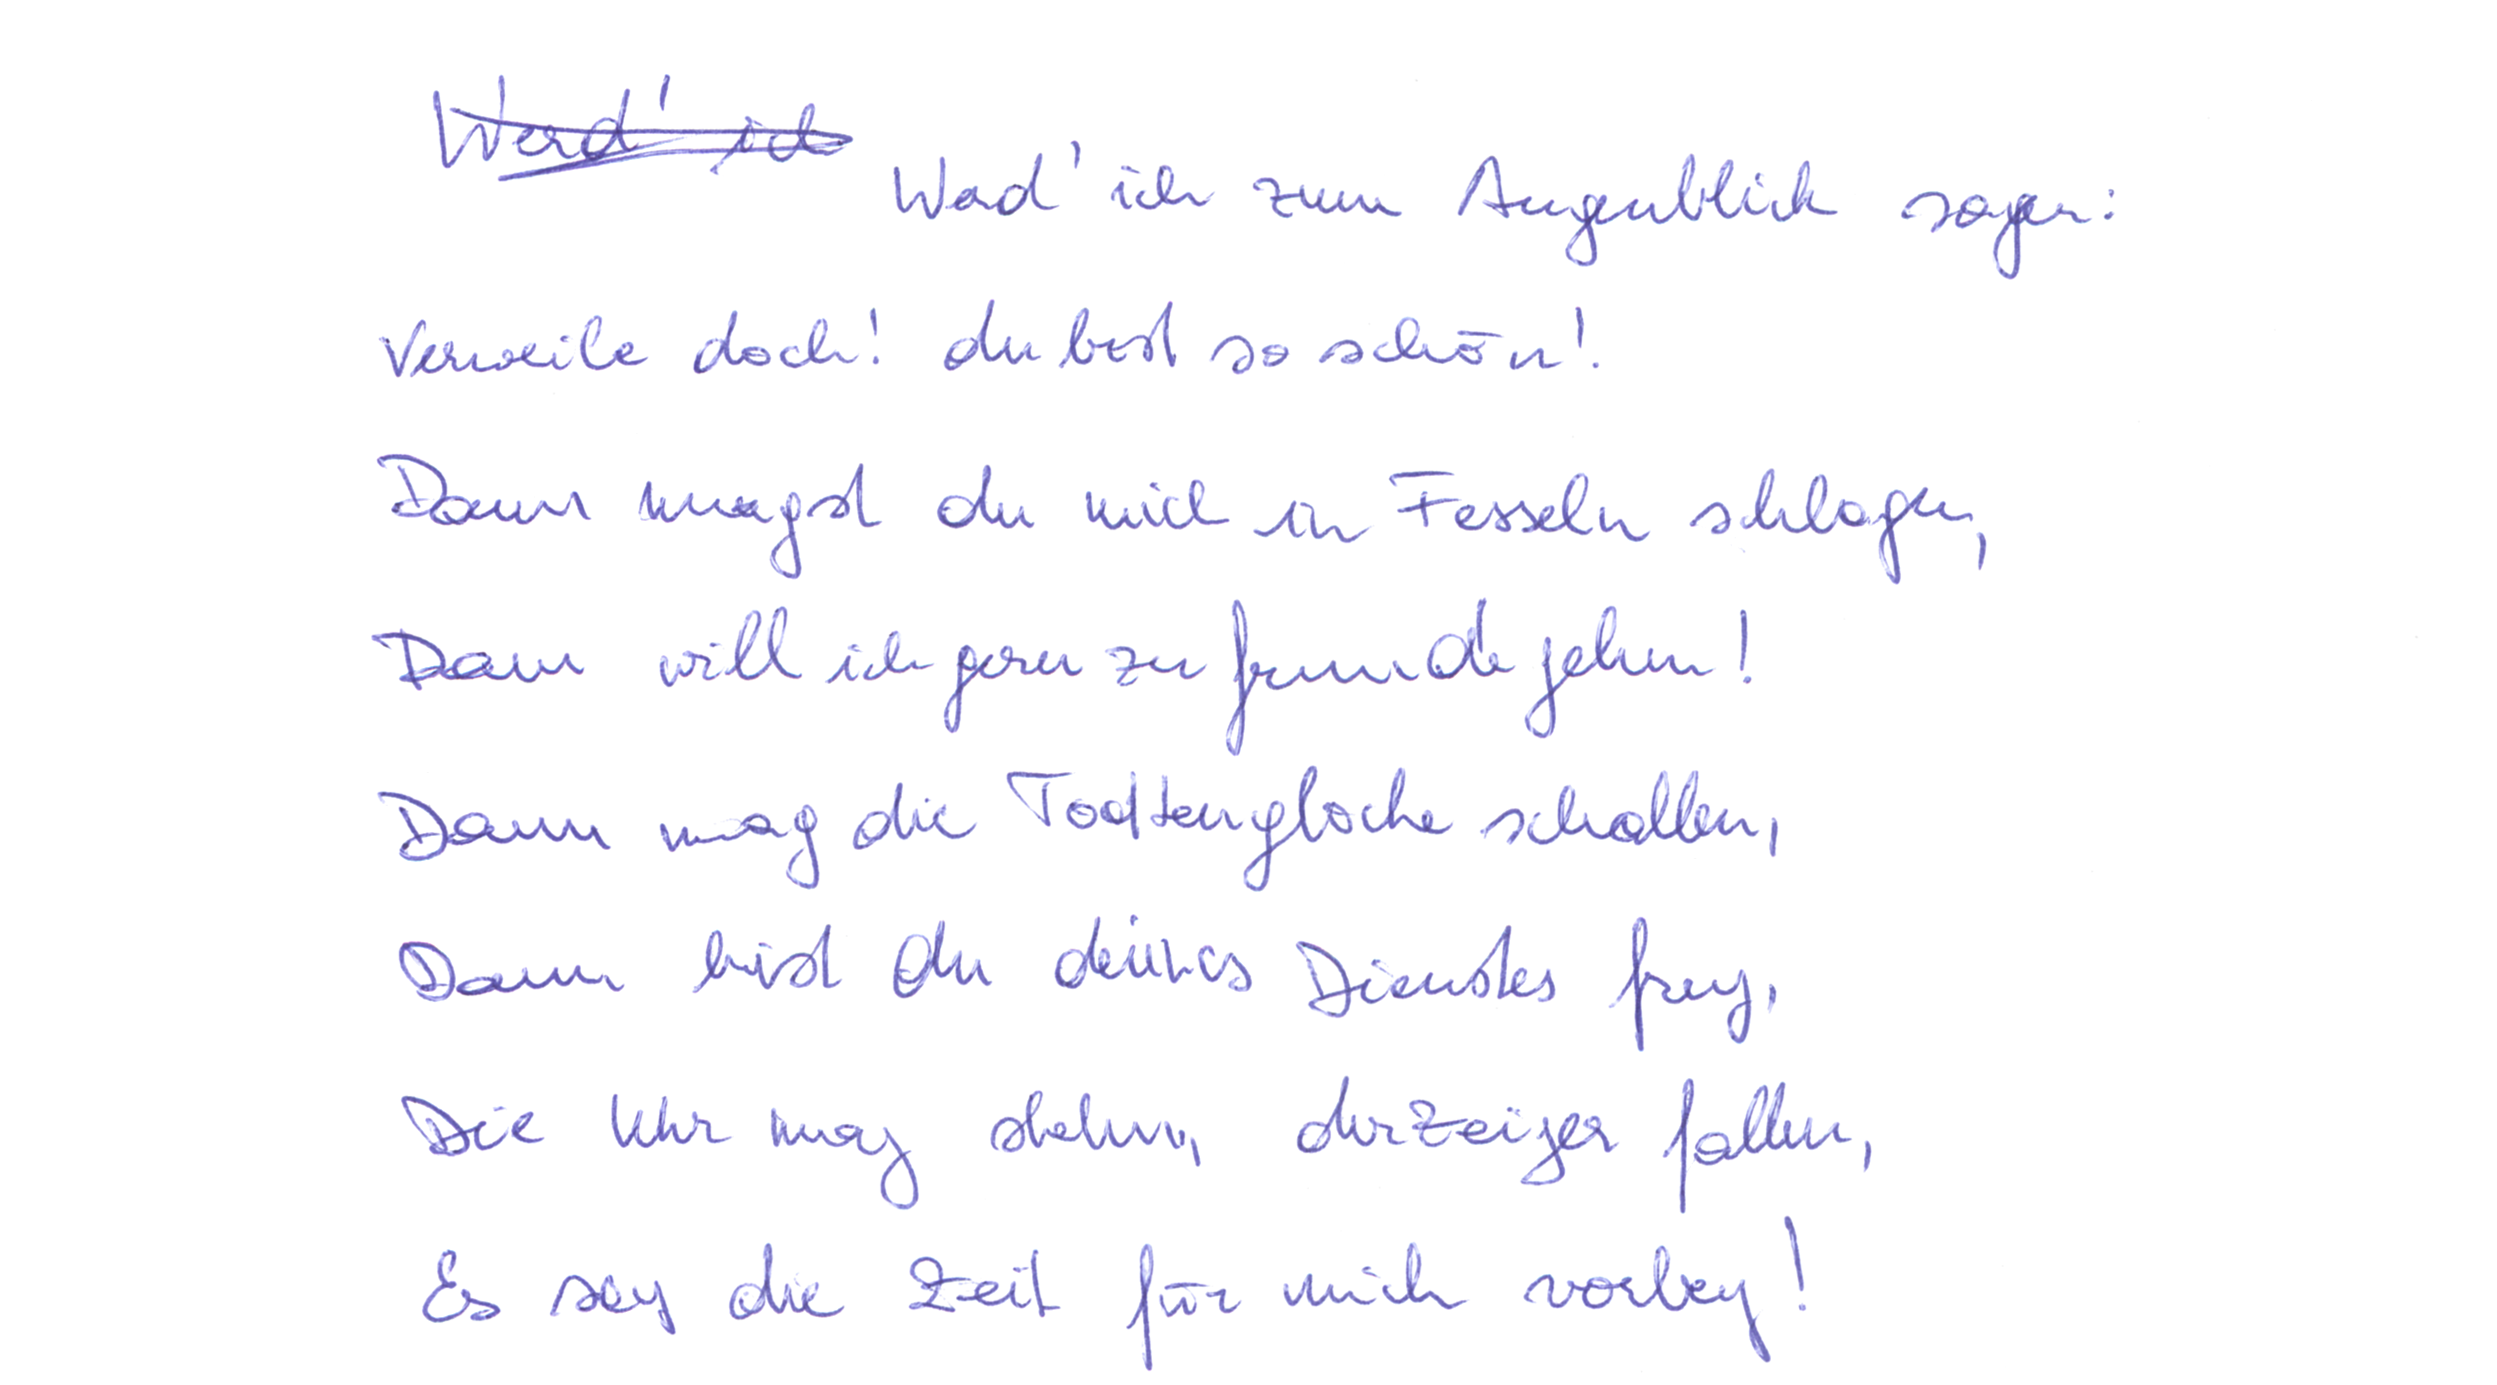 Werd' ich
Werd' ich zum Augenblick sagen:
Verweile doch! du bist so schön!
Dann magst du mich in Fesseln schlagen,
Dann will ich gern zu grunde gehen!
Dann mag die Todtenglocke schallen,
Dann bist du deines Dienstes frey,
Die Uhr mag stehn, der Zeiger fallen,
Es sey die Zeit für mich vorbey!